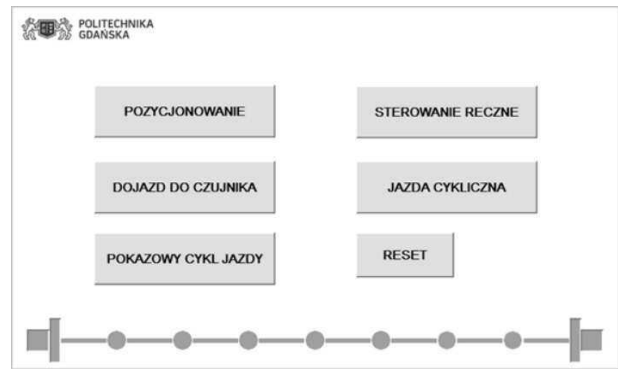 POLITECHNIKA
GDAŃSKA
POZYCJONOWANIE
STEROWANIE RECZNE
DOJAZD DO CZUJNIKA
JAZDA CYKLICZNA
POKAZOWY CYKL JAZDY
RESET